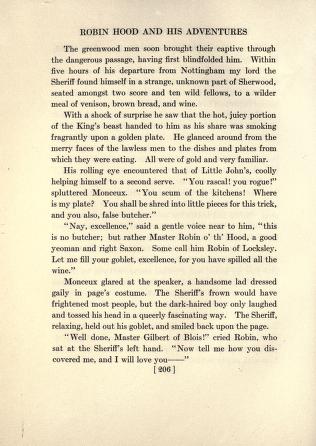 ROBIN HOOD AND HIS ADVENTURES
The greenwood men soon brought their captive through
the dangerous passage, having first blindfolded him. Within
five hours of his departure from Nottingham my lord the
Sheriff found himself in a strange, unknown part of Sherwood,
seated amongst two score and ten wild fellows, to a wilder
meal of venison, brown bread, and wine.
With a shock of surprise he saw that the hot, juicy portion
of the King's beast handed to him as his share was smoking
fragrantly upon a golden plate. He glanced around from the
merry faces of the lawless men to the dishes and plates from
which they were eating. All were of gold and very familiar.
His rolling eye encountered that of Little John's, coolly
helping himself to a second serve. "You rascal! you rogue!"
spluttered Monceux. "You scum of the kitchens! Where
is my plate? You shall be shred into little pieces for this trick,
and you also, false butcher."
"Nay, excellence," said a gentle voice near to him, "this
is no butcher; but rather Master Robin o' th' Hood, a good
yeoman and right Saxon. Some call him Robin of Locksley.
Let me fill your goblet, excellence, for you have spilled all the
wine."
Monceux glared at the speaker, a handsome lad dressed
gaily in page's costume. The Sheriff's frown would have
frightened most people, but the dark-haired boy only laughed
and tossed his head in a queerly fascinating way. The Sheriff,
relaxing, held out his goblet, and smiled back upon the page.
"Well done, Master Gilbert of Blois!" cried Robin, who
sat at the Sheriff's left hand. "Now tell me how you dis-
covered me, and I will love you——"
[ 206 ]